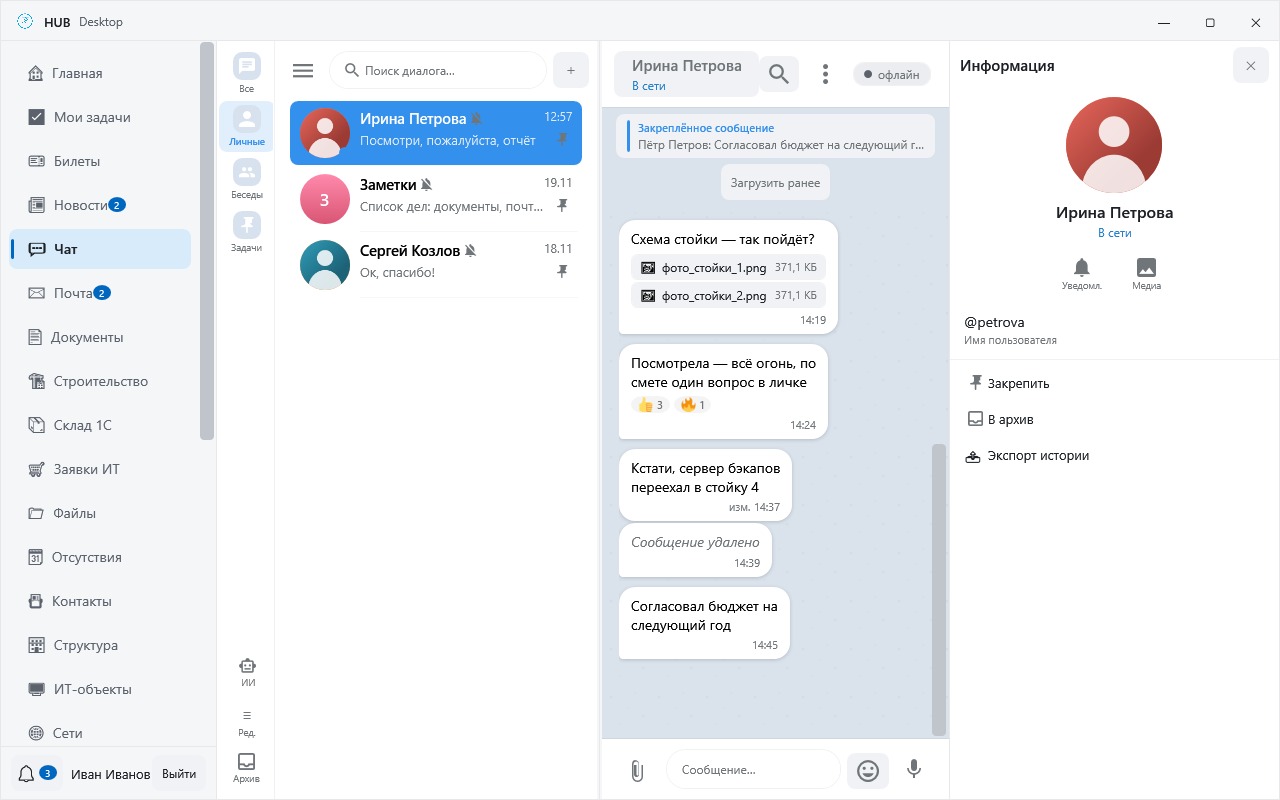 HUB Desktop
Главная
Мои задачи
Билеты
Новости 2
Чат
Почта 2
Документы
Строительство
Склад 1С
Заявки ИТ
Файлы
31 Отсутствия
Контакты
Структура
ИТ-объекты
Сети
3 Иван Иванов Выйти
Все
Личные
Беседы
Задачи
ИИ
Ред.
Архив
Поиск диалога...
+
Ирина Петрова 12:57
Посмотри, пожалуйста, отчёт
З
Заметки 19.11
Список дел: документы, почт...
Сергей Козлов 18.11
Ок, спасибо!
Ирина Петрова
В сети
офлайн
Закреплённое сообщение
Пётр Петров: Согласовал бюджет на следующий г...
Загрузить ранее
Схема стойки — так пойдёт?
фото_стойки_1.png 371,1 КБ
фото_стойки_2.png 371,1 КБ
14:19
Посмотрела — всё огонь, по
смете один вопрос в личке
👍 3 🔥 1
14:24
Кстати, сервер бэкапов
переехал в стойку 4
изм. 14:37
Сообщение удалено
14:39
Согласовал бюджет на
следующий год
14:45
Сообщение...
Информация
Ирина Петрова
В сети
Уведомл. Медиа
@petrova
Имя пользователя
Закрепить
В архив
Экспорт истории